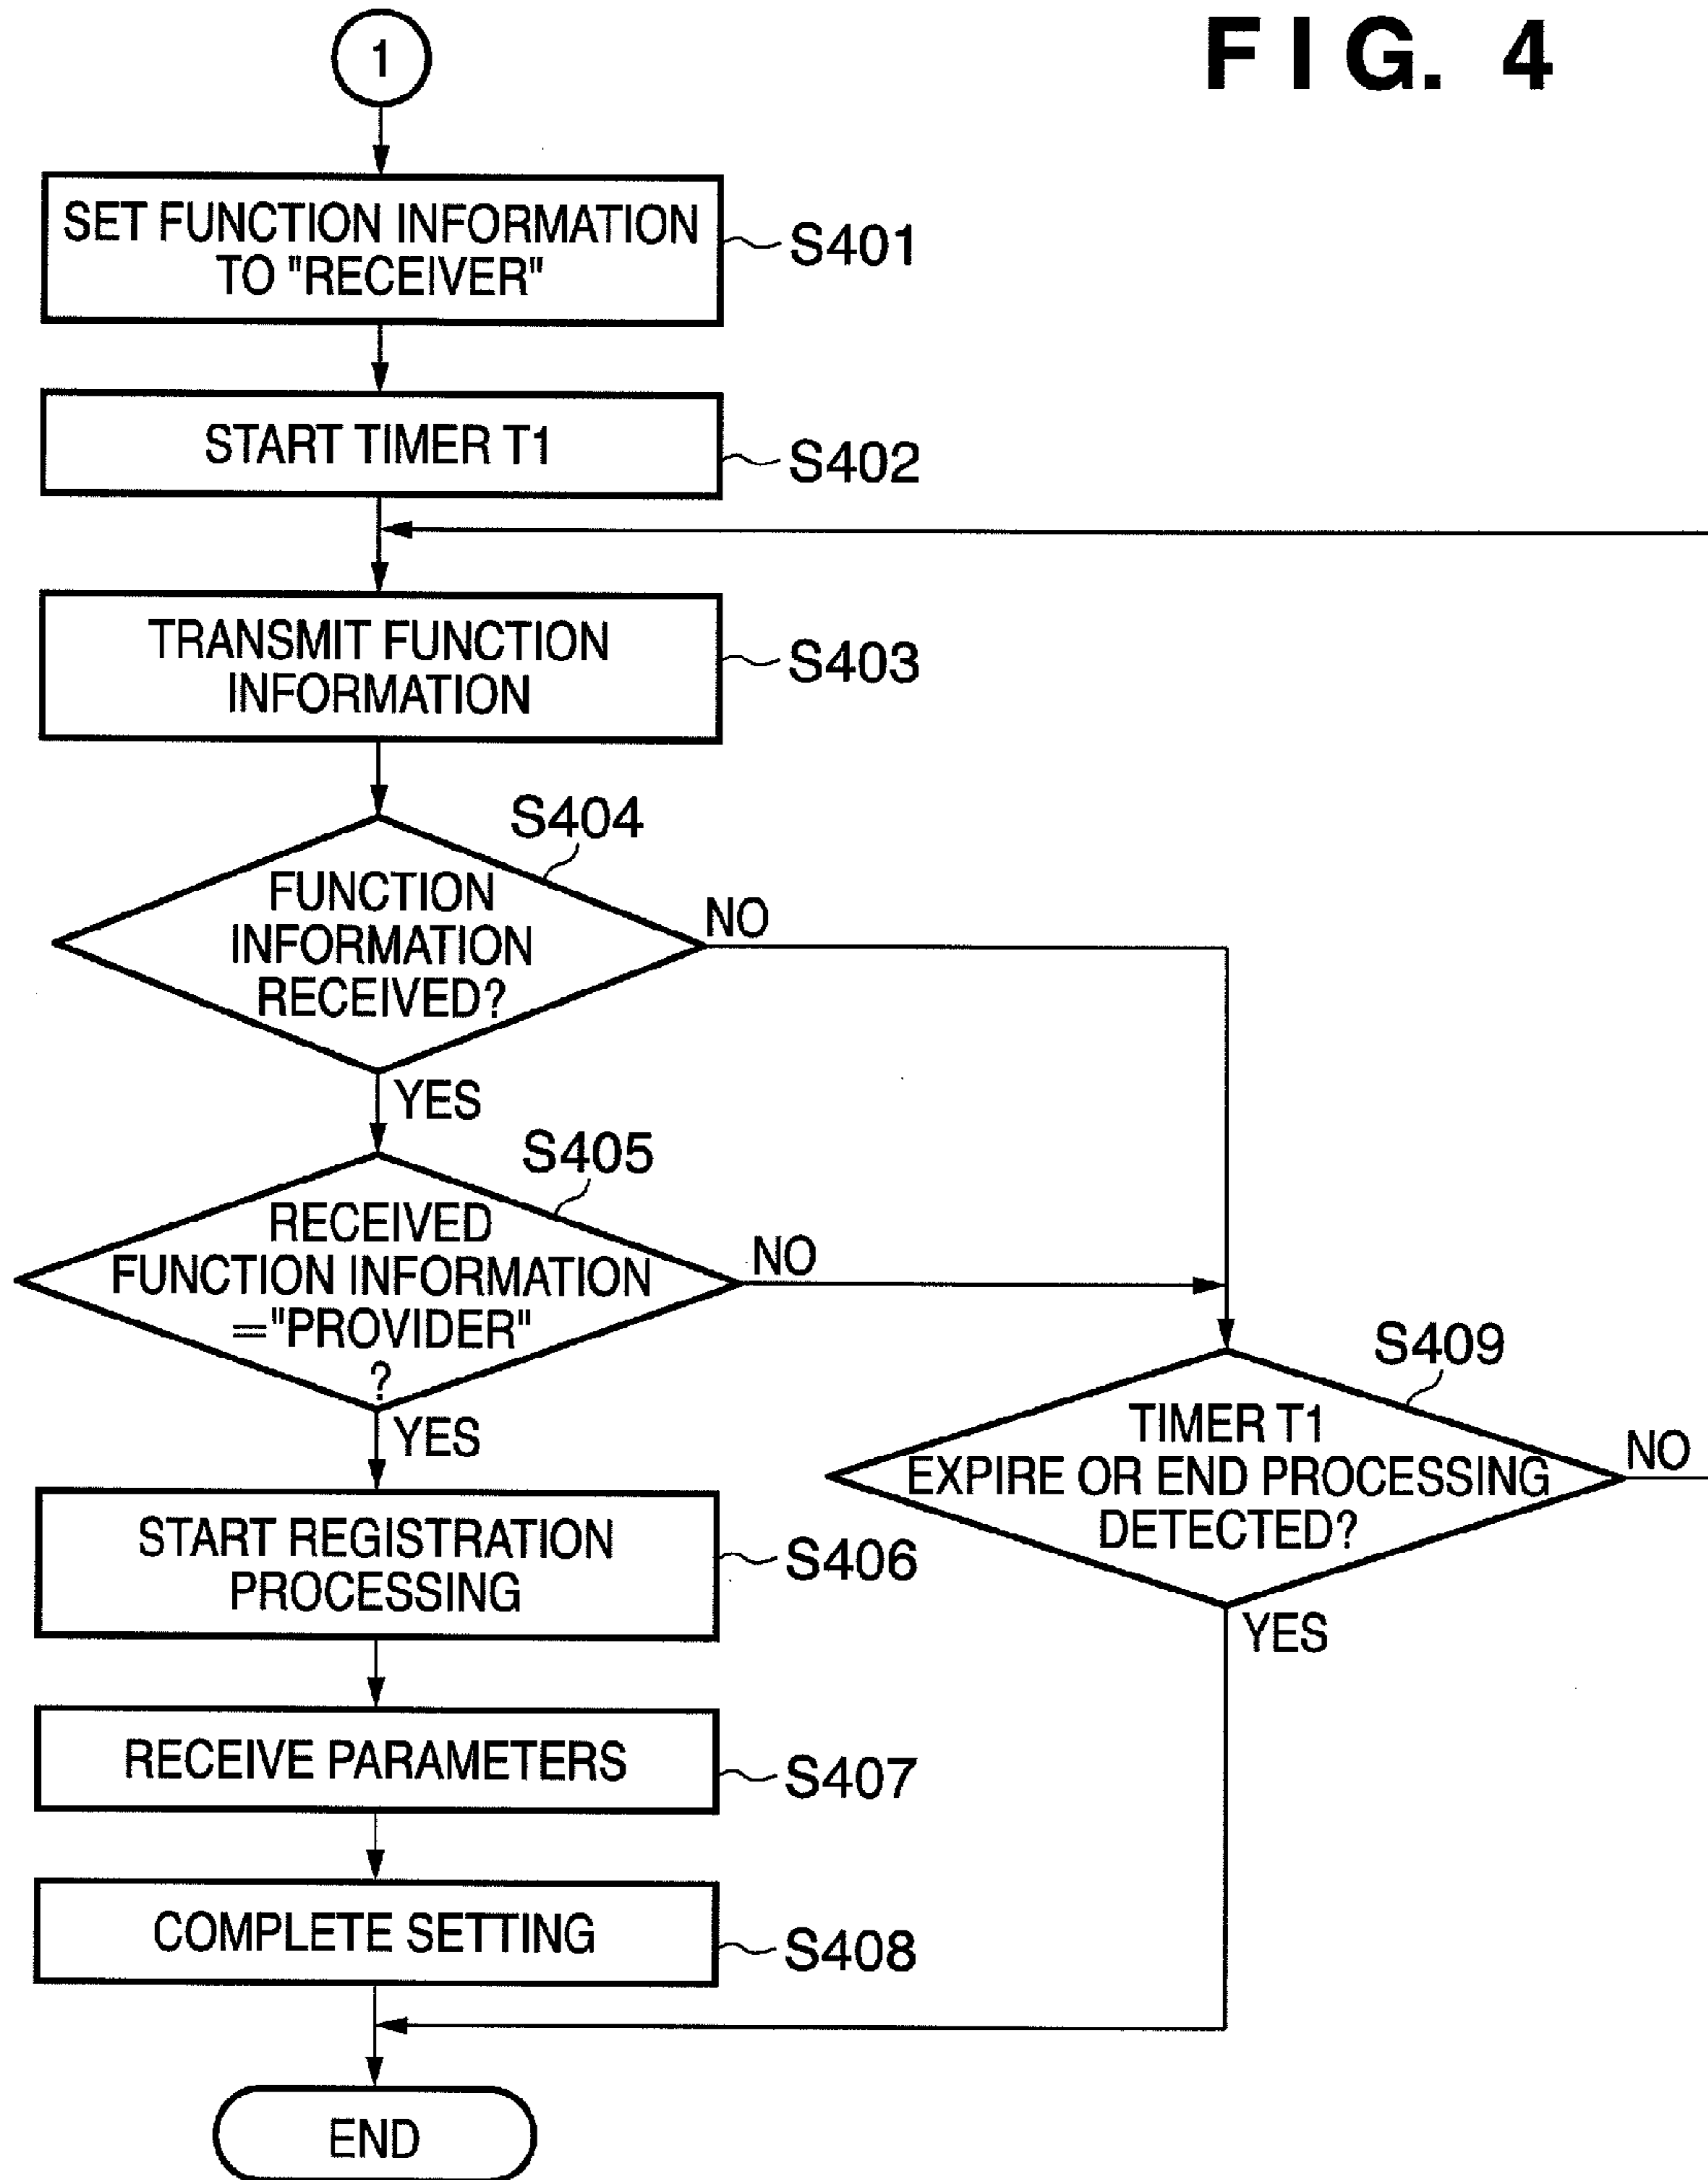 FIG. 4
1
SET FUNCTION INFORMATION
TO "RECEIVER"
S401
START TIMER T1
S402
TRANSMIT FUNCTION
INFORMATION
S403
S404
FUNCTION
INFORMATION
RECEIVED?
NO
YES
S405
RECEIVED
FUNCTION INFORMATION
="PROVIDER"
?
NO
YES
S409
TIMER T1
EXPIRE OR END PROCESSING
DETECTED?
NO
YES
START REGISTRATION
PROCESSING
S406
RECEIVE PARAMETERS
S407
COMPLETE SETTING
S408
END